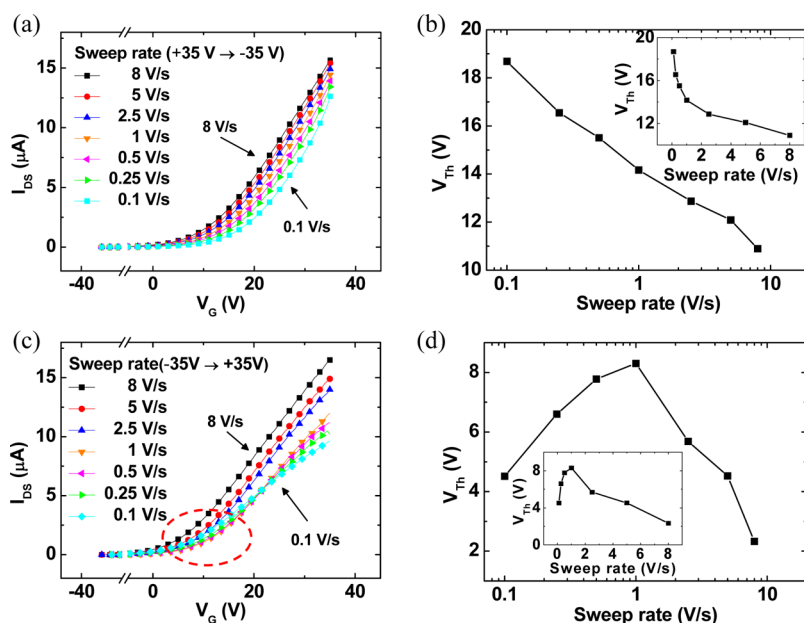 (a)
Sweep rate (+35 V → -35 V)
8 V/s
5 V/s
2.5 V/s
1 V/s
0.5 V/s
0.25 V/s
0.1 V/s
8 V/s
0.1 V/s
15
10
5
0
I_DS (μA)
-40
0
20
40
V_G (V)
(b)
20
18
16
14
12
10
V_Th (V)
0.1
1
10
Sweep rate (V/s)
20
16
12
V_Th (V)
0
2
4
6
8
Sweep rate (V/s)
(c)
Sweep rate(-35V → +35V)
8 V/s
5 V/s
2.5 V/s
1 V/s
0.5 V/s
0.25 V/s
0.1 V/s
8 V/s
0.1 V/s
15
10
5
0
I_DS (μA)
-40
0
20
40
V_G (V)
(d)
8
6
4
2
V_Th (V)
0.1
1
10
Sweep rate (V/s)
8
4
0
V_Th (V)
0
2
4
6
8
Sweep rate (V/s)